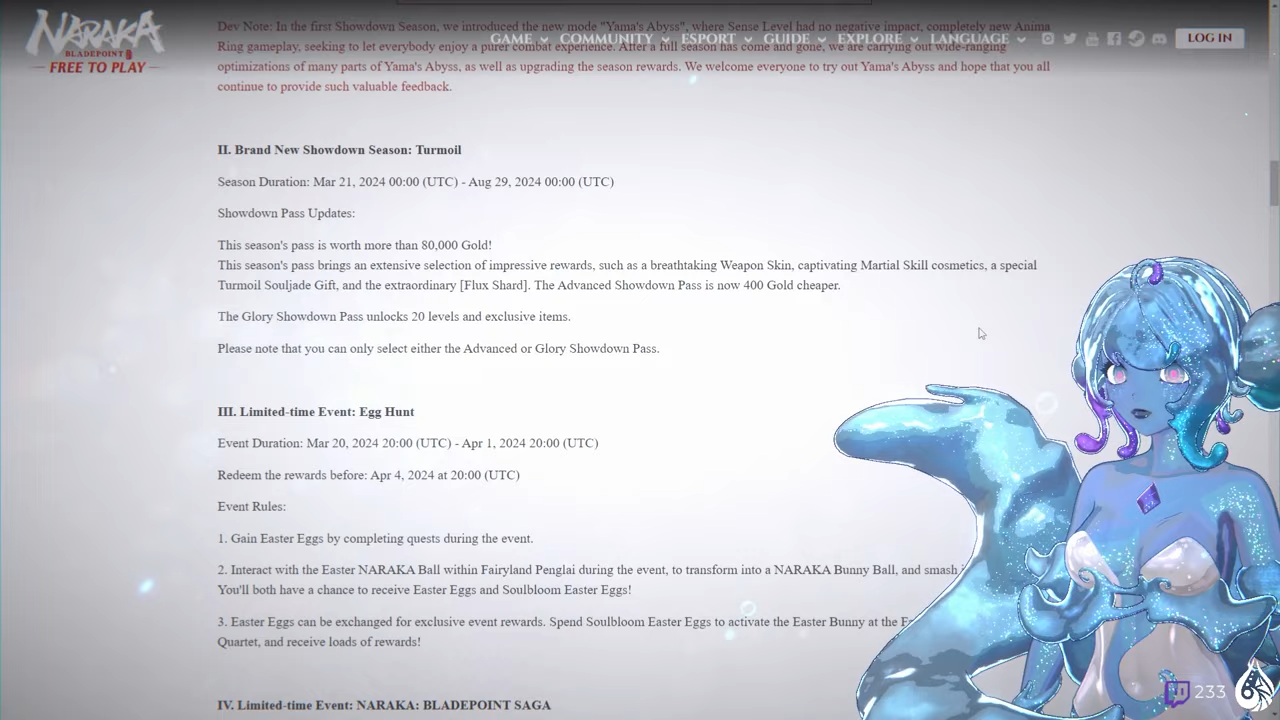 Dev Note: In the first Showdown Season, we introduced the new mode "Yama's Abyss", where Sense Level had no negative impact, completely new Anima
NARAKA
BLADEPOINT
FREE TO PLAY
GAME COMMUNITY ESPORT GUIDE EXPLORE LANGUAGE LOG IN
Ring gameplay, seeking to let everybody enjoy a purer combat experience. After a full season has come and gone, we are carrying out wide-ranging
optimizations of many parts of Yama's Abyss, as well as upgrading the season rewards. We welcome everyone to try out Yama's Abyss and hope that you all
continue to provide such valuable feedback.
II. Brand New Showdown Season: Turmoil
Season Duration: Mar 21, 2024 00:00 (UTC) - Aug 29, 2024 00:00 (UTC)
Showdown Pass Updates:
This season's pass is worth more than 80,000 Gold!
This season's pass brings an extensive selection of impressive rewards, such as a breathtaking Weapon Skin, captivating Martial Skill cosmetics, a special
Turmoil Souljade Gift, and the extraordinary [Flux Shard]. The Advanced Showdown Pass is now 400 Gold cheaper.
The Glory Showdown Pass unlocks 20 levels and exclusive items.
Please note that you can only select either the Advanced or Glory Showdown Pass.
III. Limited-time Event: Egg Hunt
Event Duration: Mar 20, 2024 20:00 (UTC) - Apr 1, 2024 20:00 (UTC)
Redeem the rewards before: Apr 4, 2024 at 20:00 (UTC)
Event Rules:
1. Gain Easter Eggs by completing quests during the event.
2. Interact with the Easter NARAKA Ball within Fairyland Penglai during the event, to transform into a NARAKA Bunny Ball, and smash
You'll both have a chance to receive Easter Eggs and Soulbloom Easter Eggs!
3. Easter Eggs can be exchanged for exclusive event rewards. Spend Soulbloom Easter Eggs to activate the Easter Bunny at the
Quartet, and receive loads of rewards!
IV. Limited-time Event: NARAKA: BLADEPOINT SAGA
233